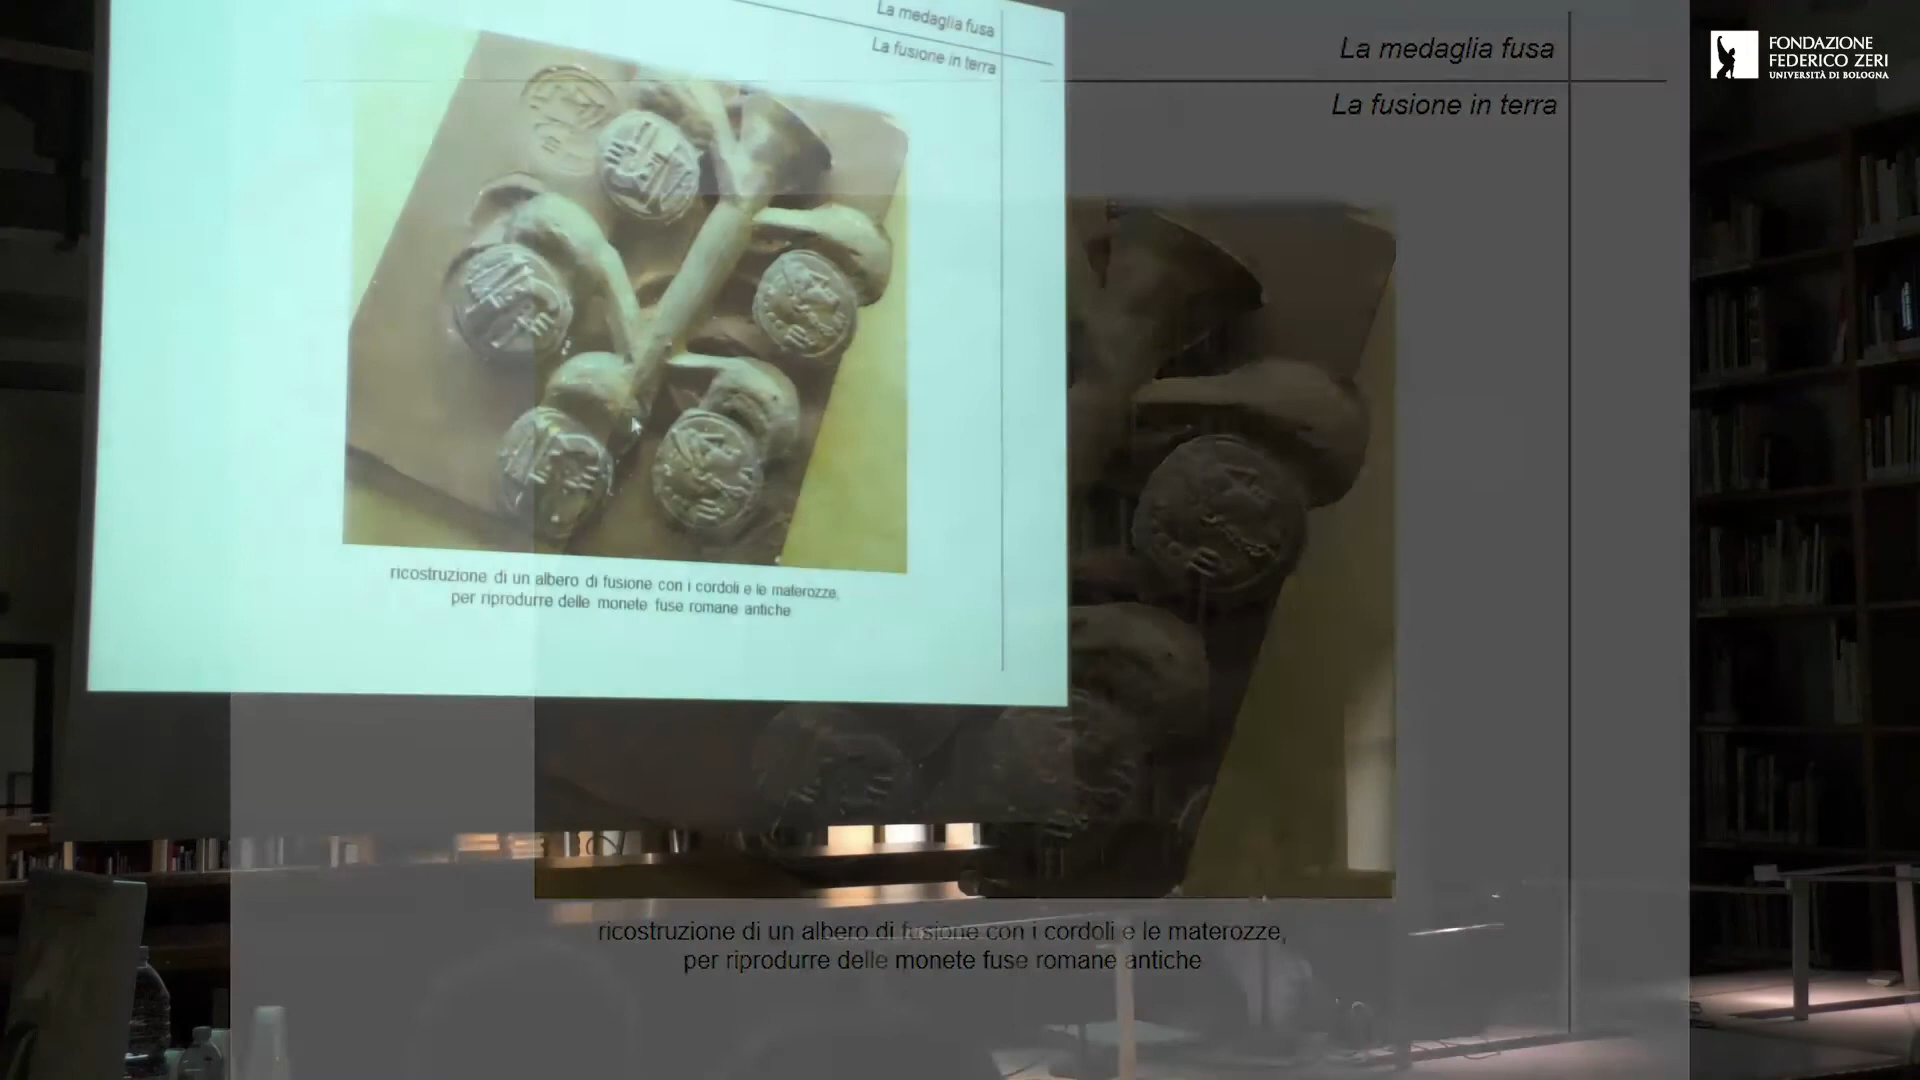 La medaglia fusa
La fusione in terra
ricostruzione di un albero di fusione con i cordoli e le materozze,
per riprodurre delle monete fuse romane antiche
La medaglia fusa
La fusione in terra
ricostruzione di un albero di fusione con i cordoli e le materozze,
per riprodurre delle monete fuse romane antiche
FONDAZIONE
FEDERICO ZERI
UNIVERSITÀ DI BOLOGNA